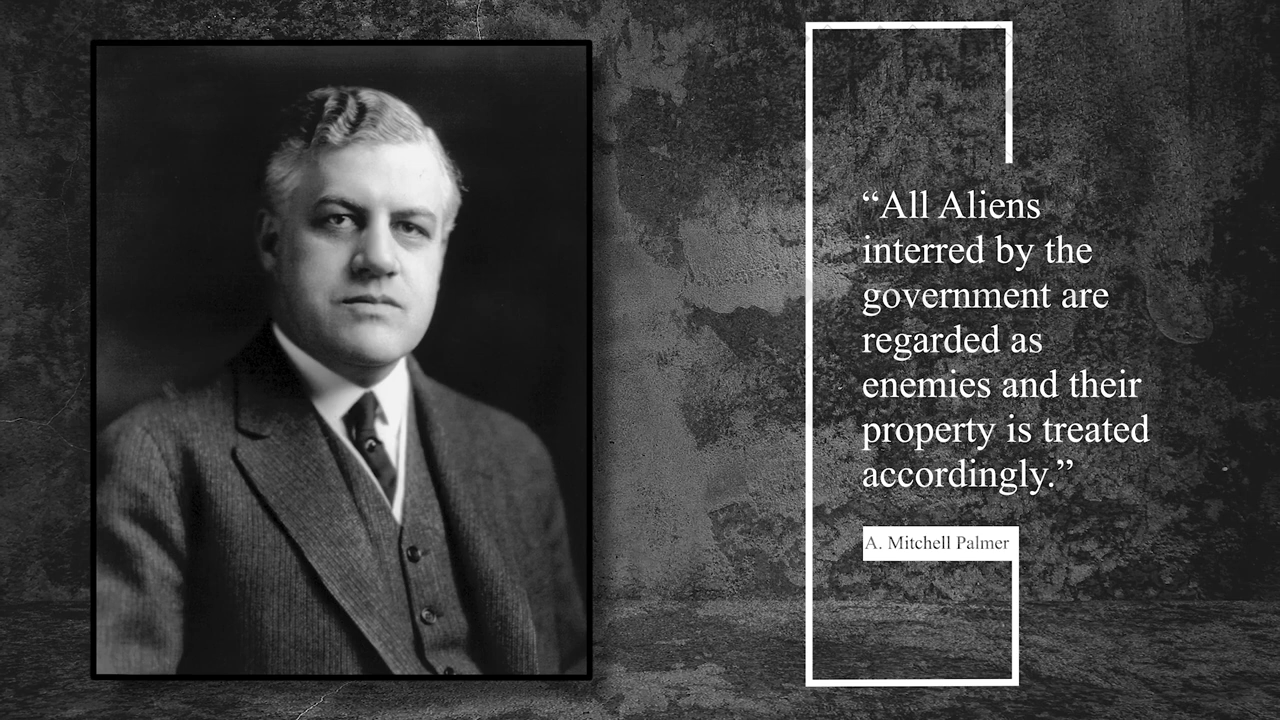 “All Aliens
interred by the
government are
regarded as
enemies and their
property is treated
accordingly.”
A. Mitchell Palmer